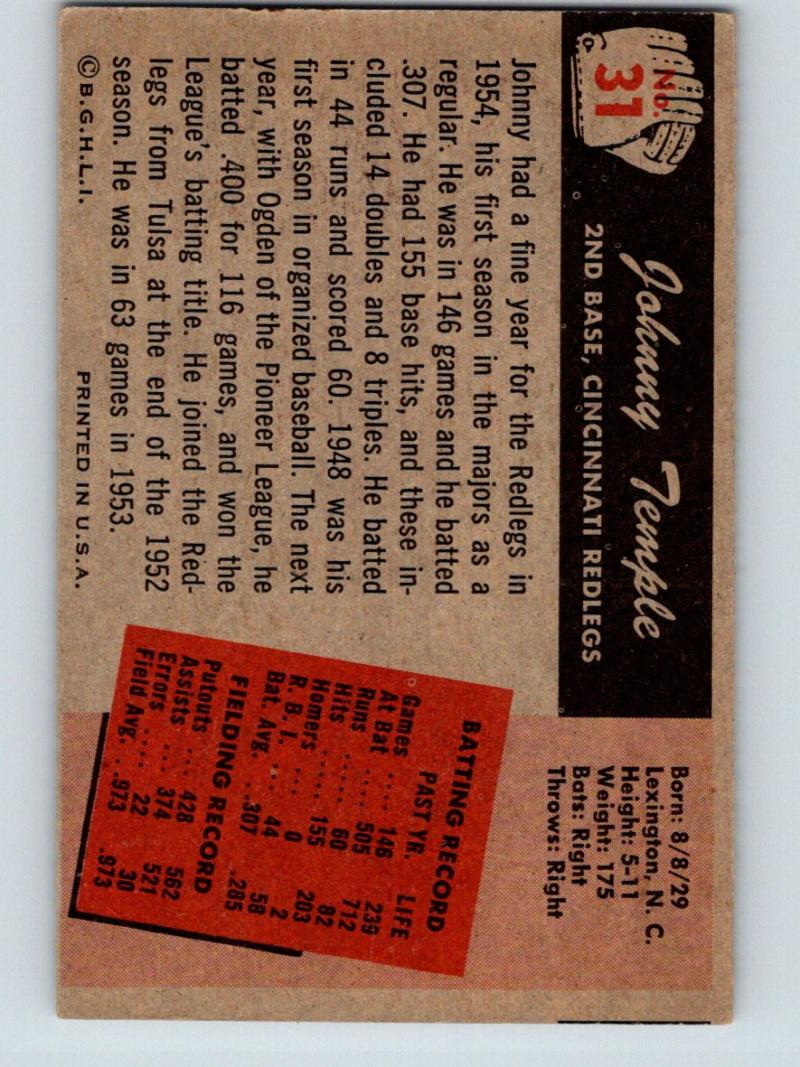 No.
31
Johnny Temple
2ND BASE, CINCINNATI REDLEGS
Born: 8/8/29
Lexington, N. C.
Height: 5-11
Weight: 175
Bats: Right
Throws: Right
Johnny had a fine year for the Redlegs in
1954, his first season in the majors as a
regular. He was in 146 games and he batted
.307. He had 155 base hits, and these in-
cluded 14 doubles and 8 triples. He batted
in 44 runs and scored 60. 1948 was his
first season in organized baseball. The next
year, with Ogden of the Pioneer League, he
batted .400 for 116 games, and won the
League's batting title. He joined the Red-
legs from Tulsa at the end of the 1952
season. He was in 63 games in 1953.
©B.G.H.L.I. PRINTED IN U.S.A.
BATTING RECORD
PAST YR. LIFE
Games .... 146 239
At Bat .... 505 712
Runs ..... 60 82
Hits ..... 155 203
Homers .... 0 2
R. B. I. .... 44 58
Bat. Avg. ...307 .285
FIELDING RECORD
Putouts ... 428 562
Assists ... 374 521
Errors .... 22 30
Field Avg. ..973 .973